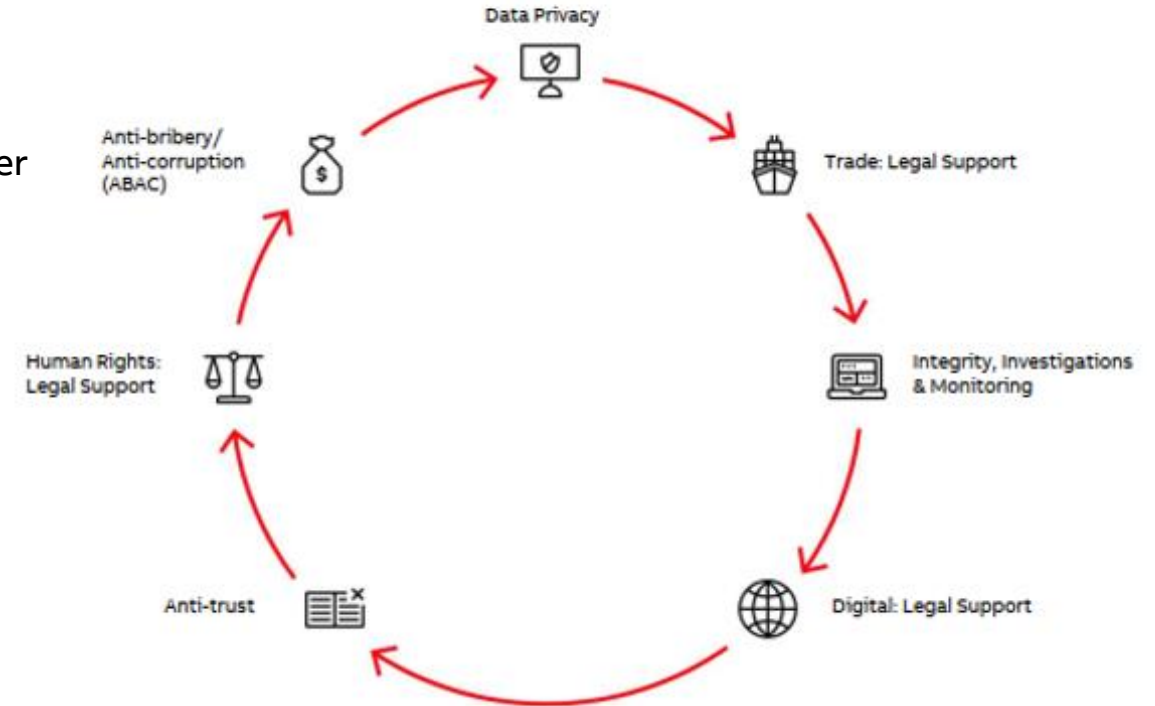 Data Privacy
Anti-bribery/
Anti-corruption
(ABAC)
er
$
Trade: Legal Support
Human Rights:
Legal Support
Integrity, Investigations
& Monitoring
Anti-trust
Digital: Legal Support